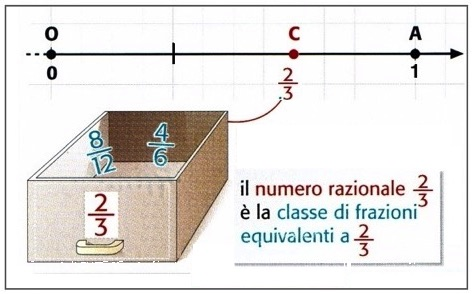 O C A
0 2/3 1
8/12 4/6
2/3
il numero razionale 2/3
è la classe di frazioni
equivalenti a 2/3